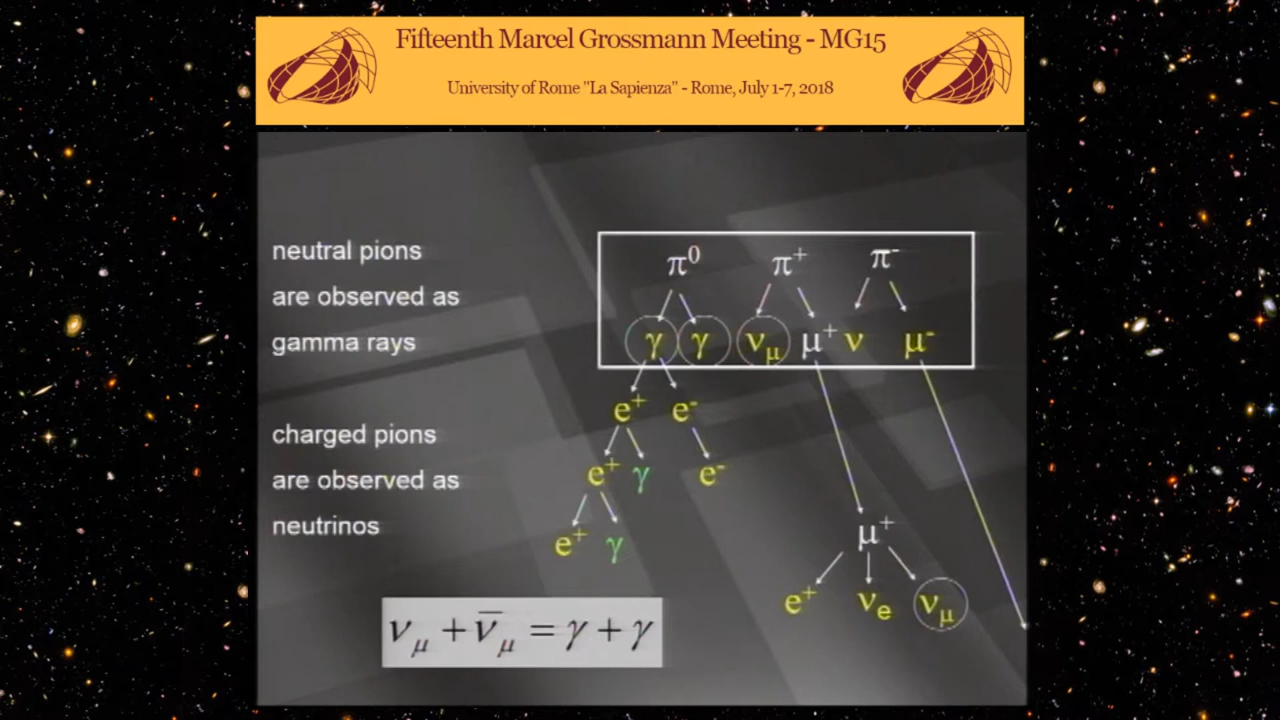 Fifteenth Marcel Grossmann Meeting - MG15
University of Rome "La Sapienza" - Rome, July 1-7, 2018
neutral pions
are observed as
gamma rays
charged pions
are observed as
neutrinos
π⁰ π⁺ π⁻
γ γ ν_μ μ⁺ ν μ⁻
e⁺ e⁻
e⁺ γ e⁻
e⁺ γ
μ⁺
e⁺ ν_e ν_μ
ν_μ + ν̄_μ = γ + γ